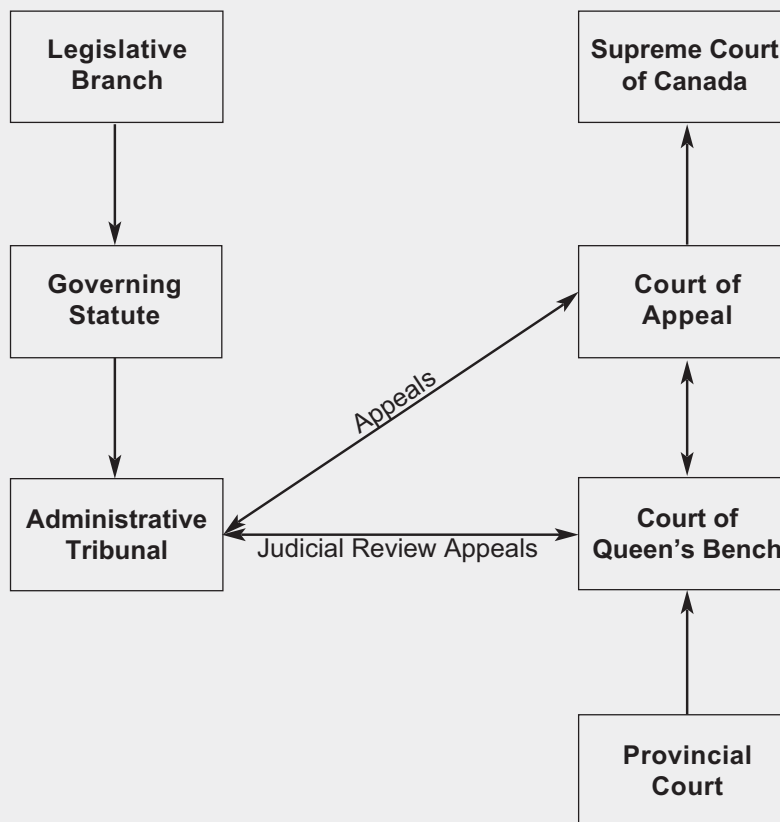 Legislative
Branch
Supreme Court
of Canada
Governing
Statute
Court of
Appeal
Appeals
Administrative
Tribunal
Judicial Review Appeals
Court of
Queen’s Bench
Provincial
Court